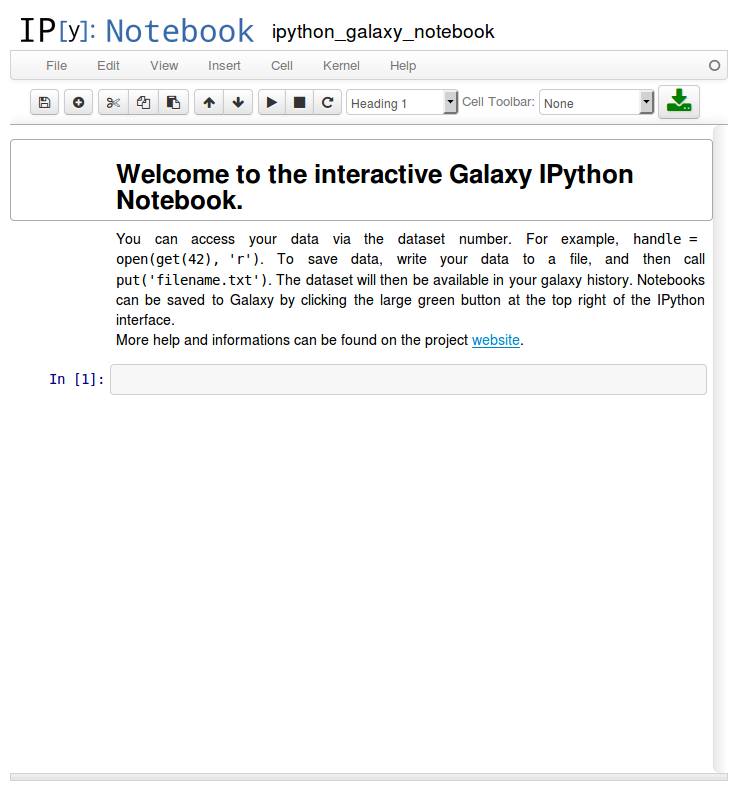 IP[y]: Notebook ipython_galaxy_notebook
File Edit View Insert Cell Kernel Help
Heading 1 Cell Toolbar: None
Welcome to the interactive Galaxy IPython
Notebook.
You can access your data via the dataset number. For example, handle =
open(get(42), 'r'). To save data, write your data to a file, and then call
put('filename.txt'). The dataset will then be available in your galaxy history. Notebooks
can be saved to Galaxy by clicking the large green button at the top right of the IPython
interface.
More help and informations can be found on the project website.
In [1]: